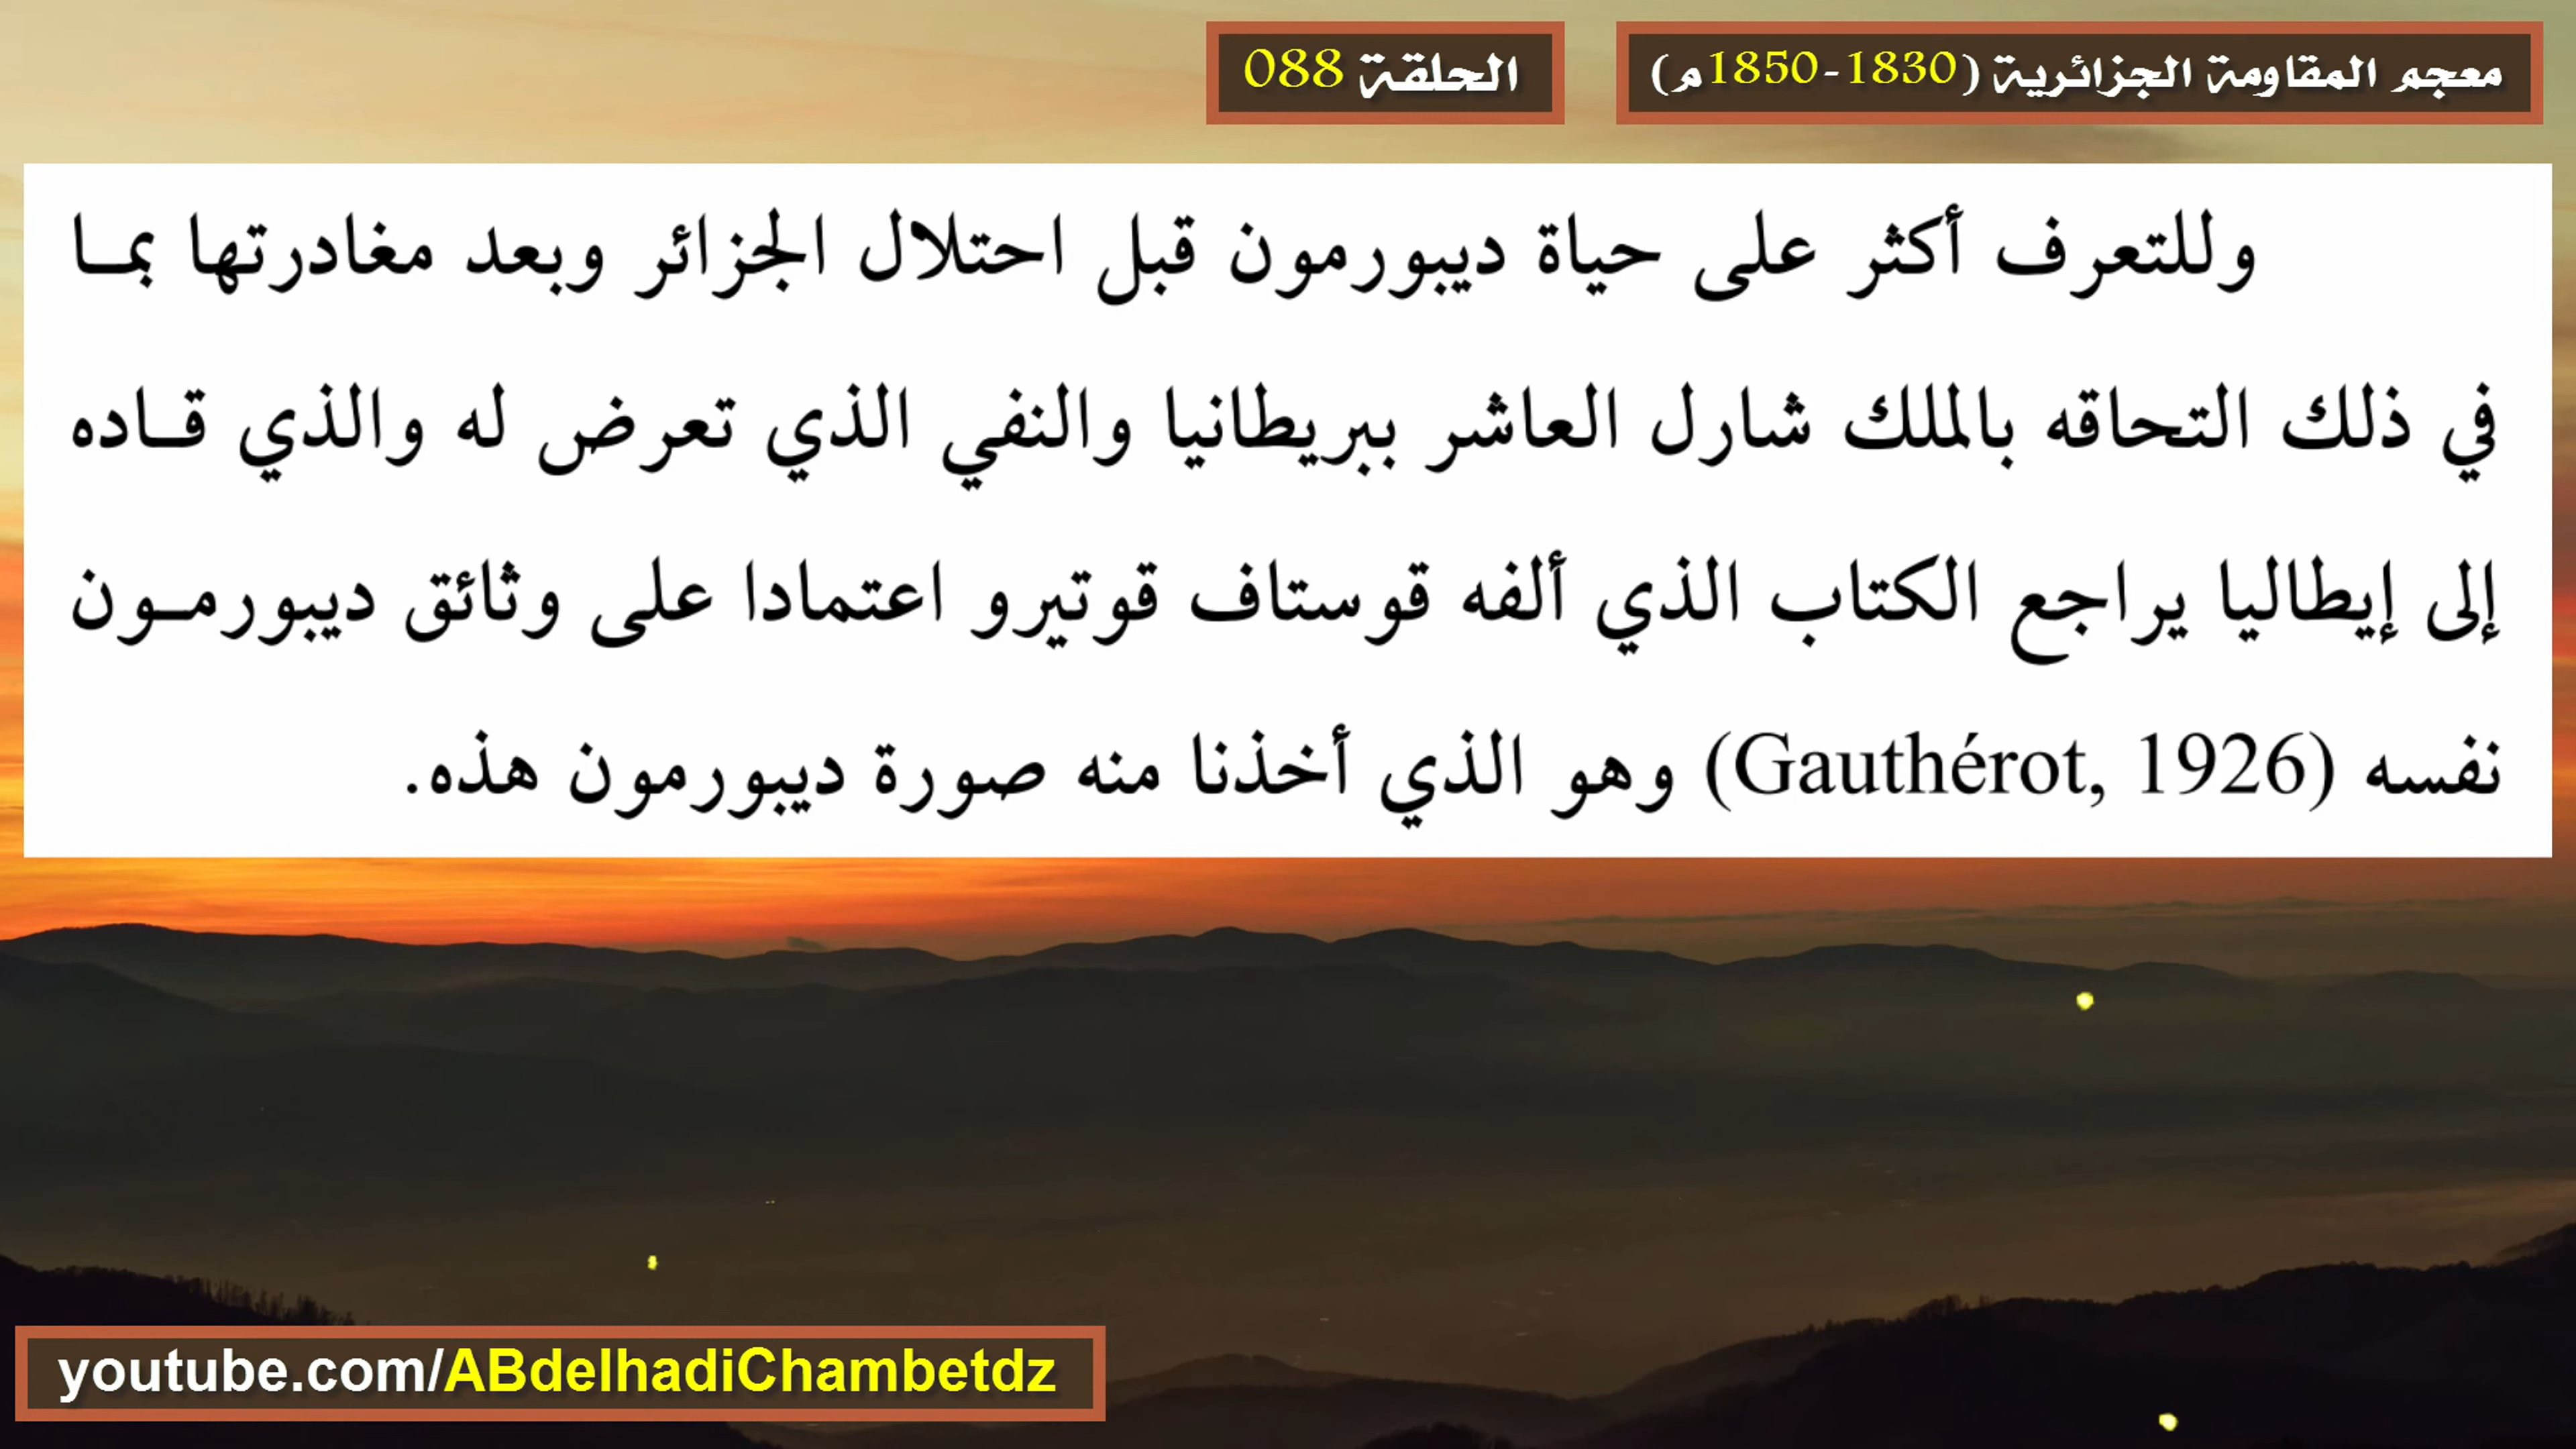 معجم المقاومة الجزائرية (1830-1850م)
الحلقة 088
وللتعرف أكثر على حياة ديبورمون قبل احتلال الجزائر وبعد مغادرتها بما
في ذلك التحاقه بالملك شارل العاشر ببريطانيا والنفي الذي تعرض له والذي قاده
إلى إيطاليا يراجع الكتاب الذي ألفه قوستاف قوتيرو اعتمادا على وثائق ديبورمون
نفسه (Gauthérot, 1926) وهو الذي أخذنا منه صورة ديبورمون هذه.
youtube.com/ABdelhadiChambetdz